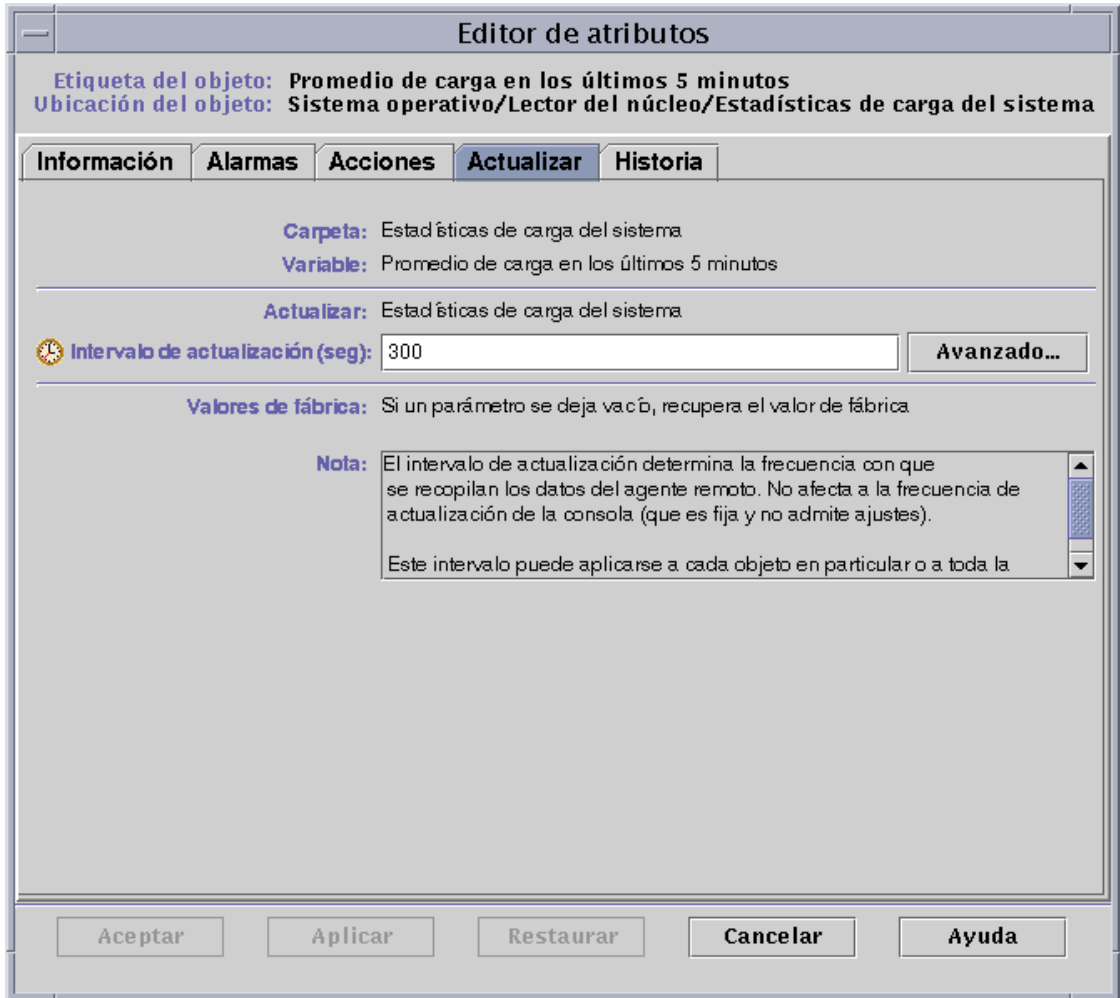 Editor de atributos
Etiqueta del objeto: Promedio de carga en los últimos 5 minutos
Ubicación del objeto: Sistema operativo/Lector del núcleo/Estadísticas de carga del sistema
Información Alarmas Acciones Actualizar Historia
Carpeta: Estadísticas de carga del sistema
Variable: Promedio de carga en los últimos 5 minutos
Actualizar: Estadísticas de carga del sistema
Intervalo de actualización (seg): 300 Avanzado...
Valores de fábrica: Si un parámetro se deja vacío, recupera el valor de fábrica
Nota: El intervalo de actualización determina la frecuencia con que
se recopilan los datos del agente remoto. No afecta a la frecuencia de
actualización de la consola (que es fija y no admite ajustes).
Este intervalo puede aplicarse a cada objeto en particular o a toda la
Aceptar Aplicar Restaurar Cancelar Ayuda